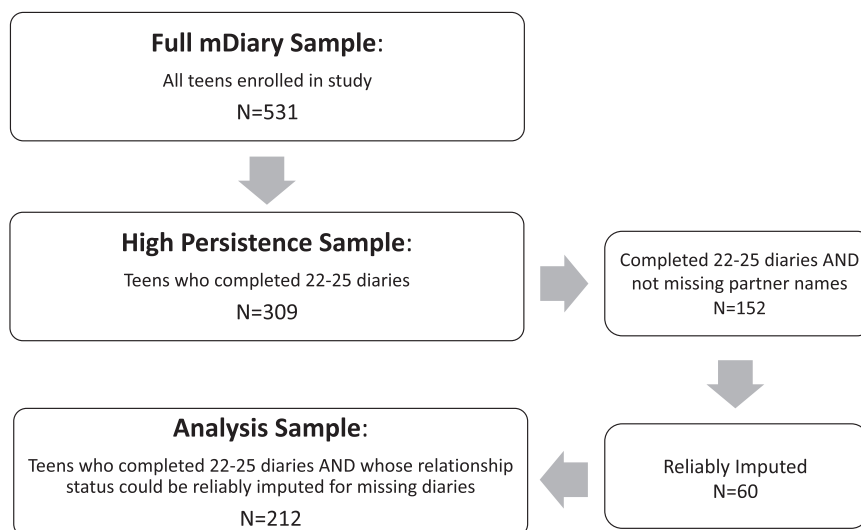 Full mDiary Sample:
All teens enrolled in study
N=531
High Persistence Sample:
Teens who completed 22-25 diaries
N=309
Completed 22-25 diaries AND
not missing partner names
N=152
Analysis Sample:
Teens who completed 22-25 diaries AND whose relationship
status could be reliably imputed for missing diaries
N=212
Reliably Imputed
N=60